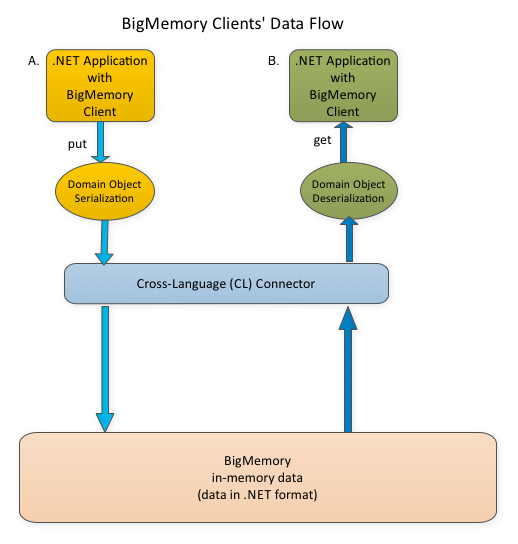 BigMemory Clients' Data Flow
A.
.NET Application
with
BigMemory
Client
B.
.NET Application
with
BigMemory
Client
put
get
Domain Object
Serialization
Domain Object
Deserialization
Cross-Language (CL) Connector
BigMemory
in-memory data
(data in .NET format)